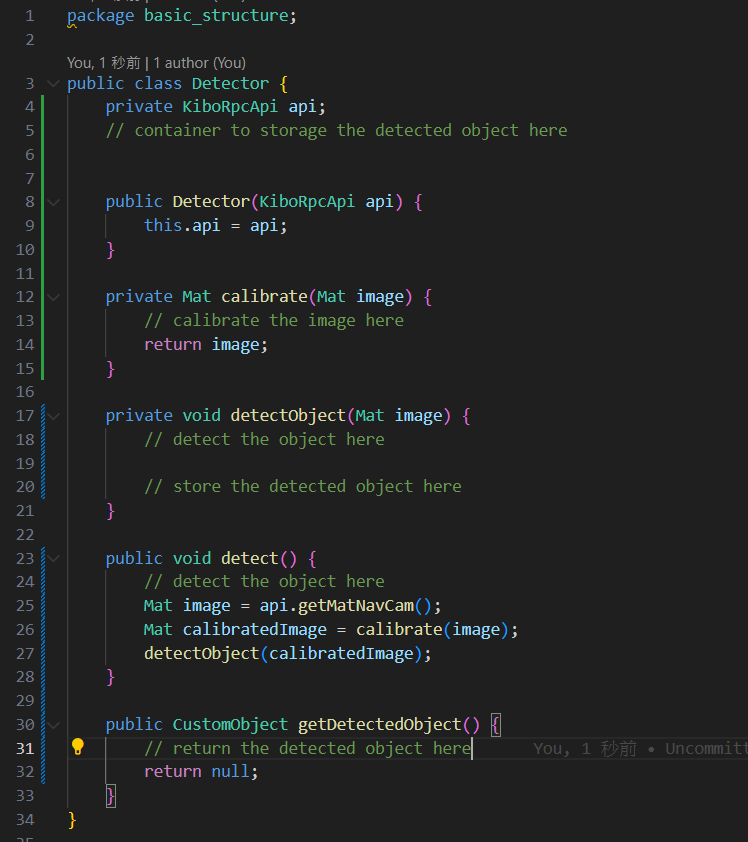 1 package basic_structure;
2
You, 1 秒前 | 1 author (You)
3 public class Detector {
4 private KiboRpcApi api;
5 // container to storage the detected object here
6
7
8 public Detector(KiboRpcApi api) {
9 this.api = api;
10 }
11
12 private Mat calibrate(Mat image) {
13 // calibrate the image here
14 return image;
15 }
16
17 private void detectObject(Mat image) {
18 // detect the object here
19
20 // store the detected object here
21 }
22
23 public void detect() {
24 // detect the object here
25 Mat image = api.getMatNavCam();
26 Mat calibratedImage = calibrate(image);
27 detectObject(calibratedImage);
28 }
29
30 public CustomObject getDetectedObject() {
31 // return the detected object here You, 1 秒前 • Uncommitt
32 return null;
33 }
34 }